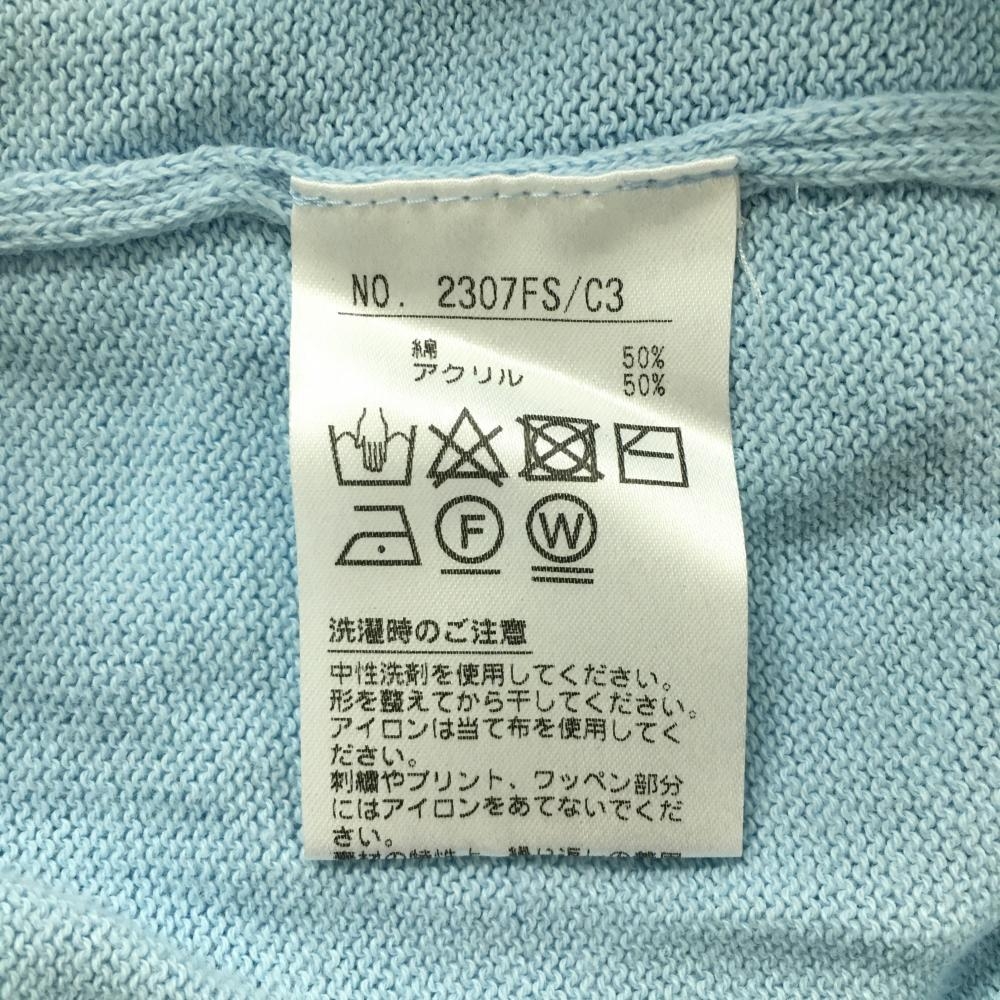 NO. 2307FS/C3
綿 50%
アクリル 50%
F W
洗濯時のご注意
中性洗剤を使用してください。
形を整えてから干してください。
アイロンは当て布を使用してく
ださい。
刺繍やプリント、ワッペン部分
にはアイロンをあてないでくだ
さい。